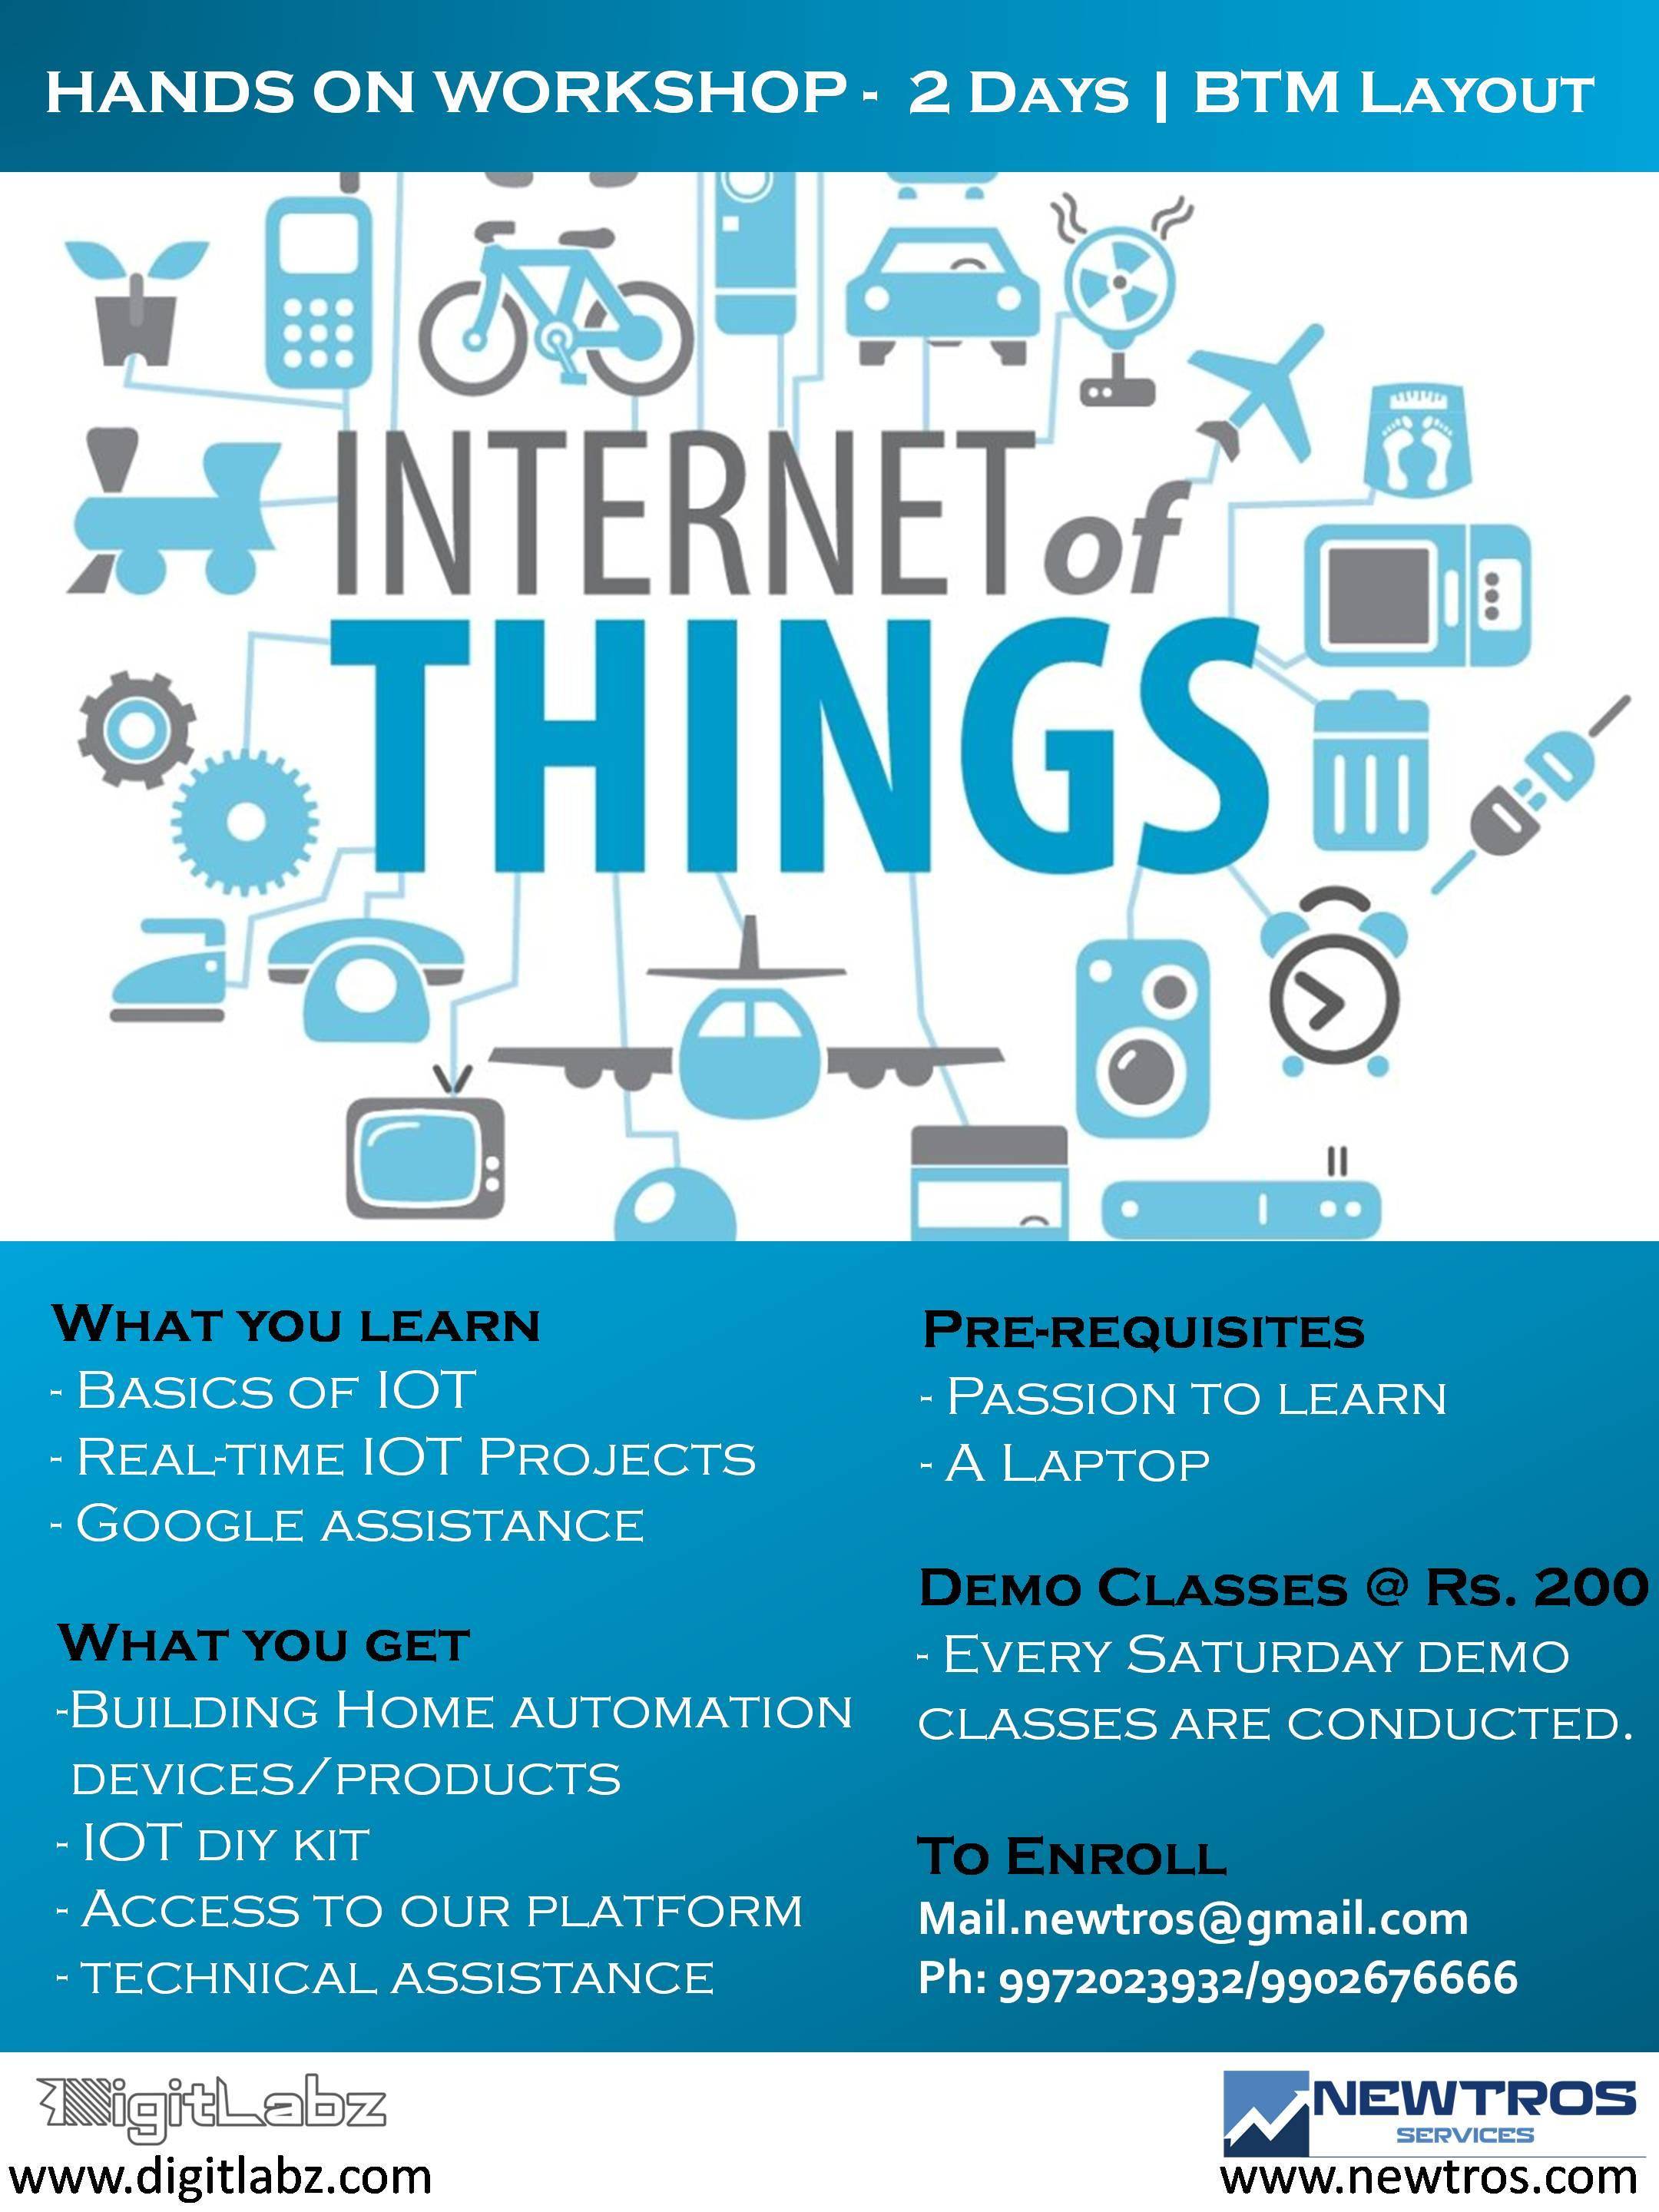 HANDS ON WORKSHOP - 2 DAYS | BTM LAYOUT
INTERNET of
THINGS
WHAT YOU LEARN
- BASICS OF IOT
- REAL-TIME IOT PROJECTS
- GOOGLE ASSISTANCE
WHAT YOU GET
-BUILDING HOME AUTOMATION
DEVICES/PRODUCTS
- IOT DIY KIT
- ACCESS TO OUR PLATFORM
- TECHNICAL ASSISTANCE
PRE-REQUISITES
- PASSION TO LEARN
- A LAPTOP
DEMO CLASSES @ RS. 200
- EVERY SATURDAY DEMO
CLASSES ARE CONDUCTED.
TO ENROLL
Mail.newtros@gmail.com
Ph: 9972023932/9902676666
DigitLabz
www.digitlabz.com
NEWTROS
SERVICES
www.newtros.com